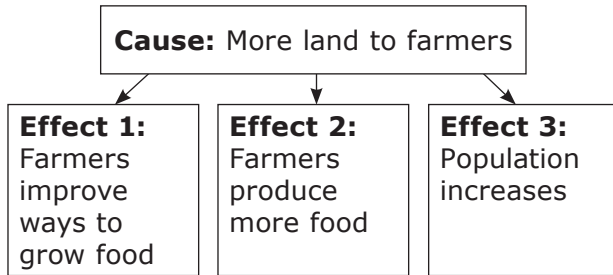 Cause: More land to farmers
Effect 1:
Farmers
improve
ways to
grow food
Effect 2:
Farmers
produce
more food
Effect 3:
Population
increases